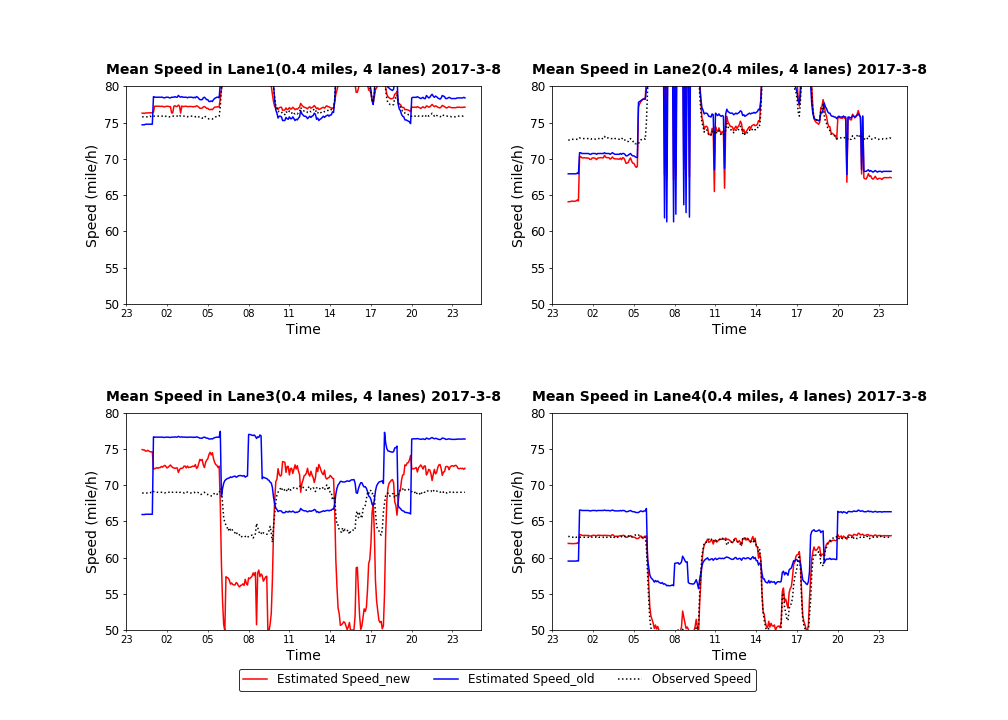 Mean Speed in Lane1(0.4 miles, 4 lanes) 2017-3-8
80
75
70
65
60
55
50
Speed (mile/h)
23 02 05 08 11 14 17 20 23
Time
Mean Speed in Lane2(0.4 miles, 4 lanes) 2017-3-8
80
75
70
65
60
55
50
Speed (mile/h)
23 02 05 08 11 14 17 20 23
Time
Mean Speed in Lane3(0.4 miles, 4 lanes) 2017-3-8
80
75
70
65
60
55
50
Speed (mile/h)
23 02 05 08 11 14 17 20 23
Time
Mean Speed in Lane4(0.4 miles, 4 lanes) 2017-3-8
80
75
70
65
60
55
50
Speed (mile/h)
23 02 05 08 11 14 17 20 23
Time
Estimated Speed_new Estimated Speed_old Observed Speed